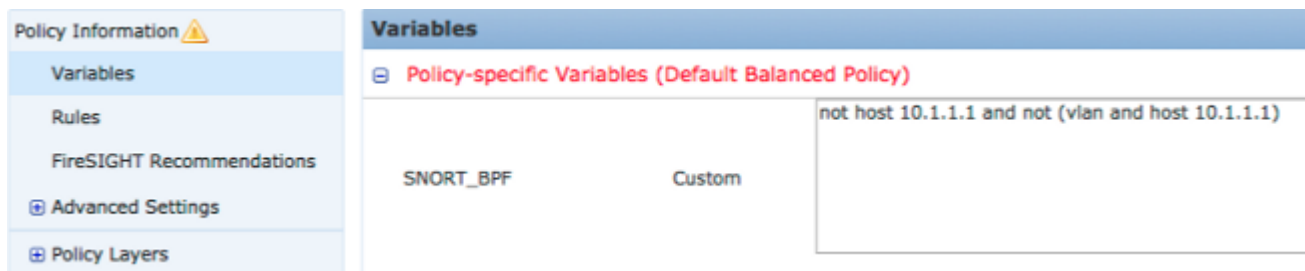 Policy Information
Variables
Rules
FireSIGHT Recommendations
Advanced Settings
Policy Layers
Variables
Policy-specific Variables (Default Balanced Policy)
SNORT_BPF Custom
not host 10.1.1.1 and not (vlan and host 10.1.1.1)